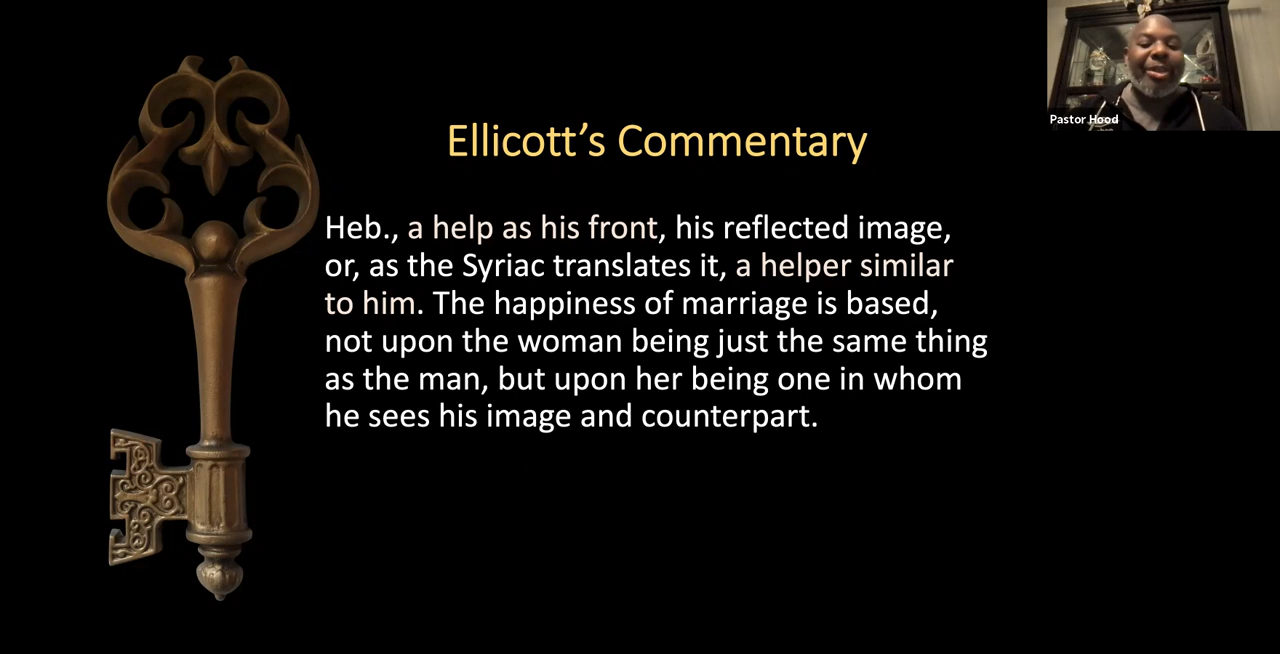 Pastor Hood
Ellicott’s Commentary
Heb., a help as his front, his reflected image,
or, as the Syriac translates it, a helper similar
to him. The happiness of marriage is based,
not upon the woman being just the same thing
as the man, but upon her being one in whom
he sees his image and counterpart.